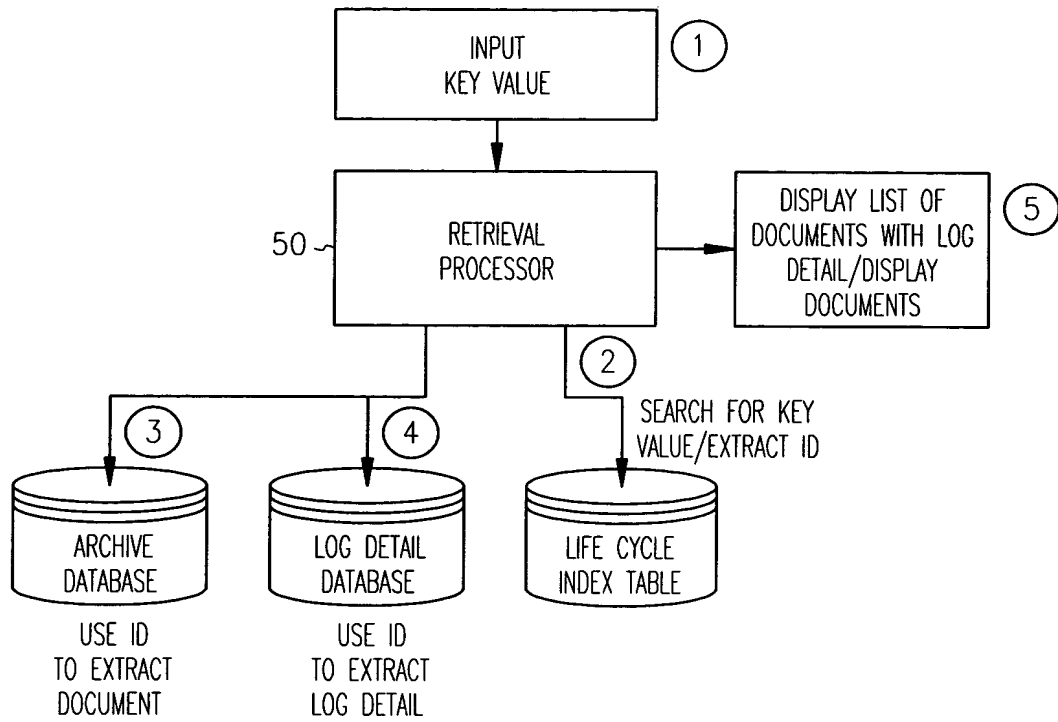 INPUT
KEY VALUE
1
50
RETRIEVAL
PROCESSOR
DISPLAY LIST OF
DOCUMENTS WITH LOG
DETAIL/DISPLAY
DOCUMENTS
5
2
SEARCH FOR KEY
VALUE/EXTRACT ID
3
4
ARCHIVE
DATABASE
LOG DETAIL
DATABASE
LIFE CYCLE
INDEX TABLE
USE ID
TO EXTRACT
DOCUMENT
USE ID
TO EXTRACT
LOG DETAIL